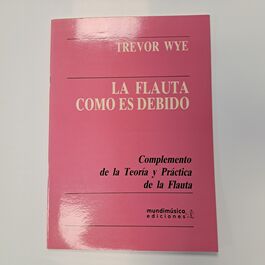 TREVOR WYE
LA FLAUTA
COMO ES DEBIDO
Complemento
de la Teoría y Práctica
de la Flauta
mundimúsica
ediciones